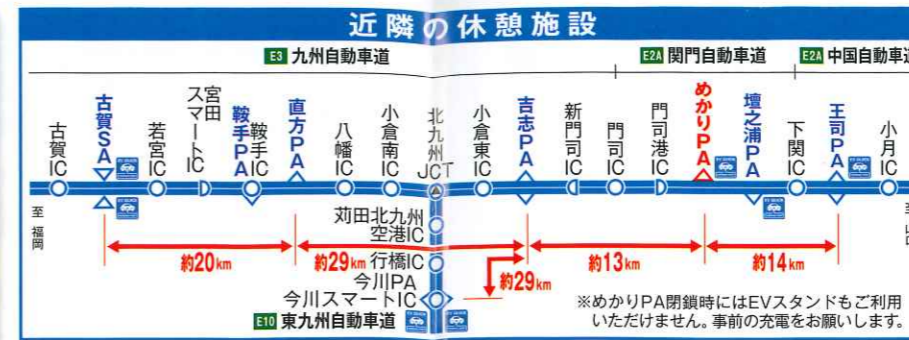 近隣の休憩施設
E3 九州自動車道
E2A 関門自動車道
E2A 中国自動車道
古賀IC
古賀SA
若宮IC
宮田スマートIC
鞍手PA
鞍手IC
直方PA
八幡IC
小倉南IC
北九州JCT
小倉東IC
吉志PA
新門司IC
門司IC
門司港IC
めかりPA
壇之浦PA
下関IC
王司PA
小月IC
至 福岡
至 山口
苅田北九州
空港IC
行橋IC
今川PA
今川スマートIC
E10 東九州自動車道
約20km
約29km
約29km
約13km
約14km
※めかりPA閉鎖時にはEVスタンドもご利用
いただけません。事前の充電をお願いします。